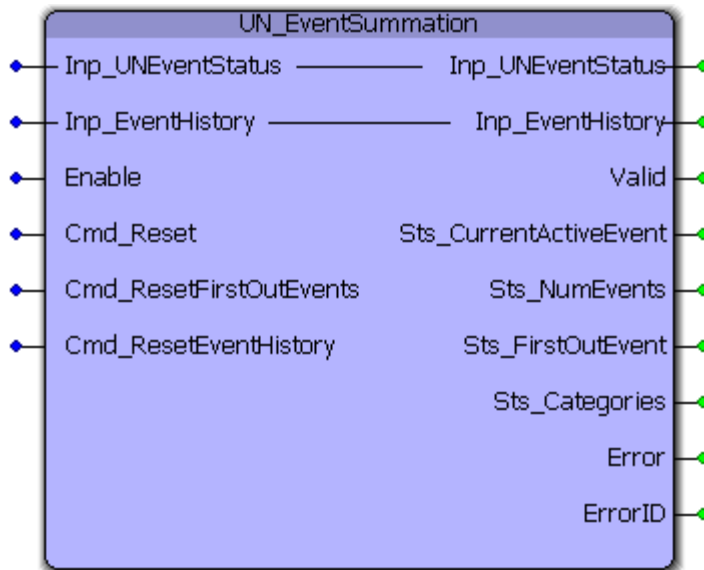 UN_EventSummation
Inp_UNEventStatus Inp_UNEventStatus
Inp_EventHistory Inp_EventHistory
Enable Valid
Cmd_Reset Sts_CurrentActiveEvent
Cmd_ResetFirstOutEvents Sts_NumEvents
Cmd_ResetEventHistory Sts_FirstOutEvent
Sts_Categories
Error
ErrorID